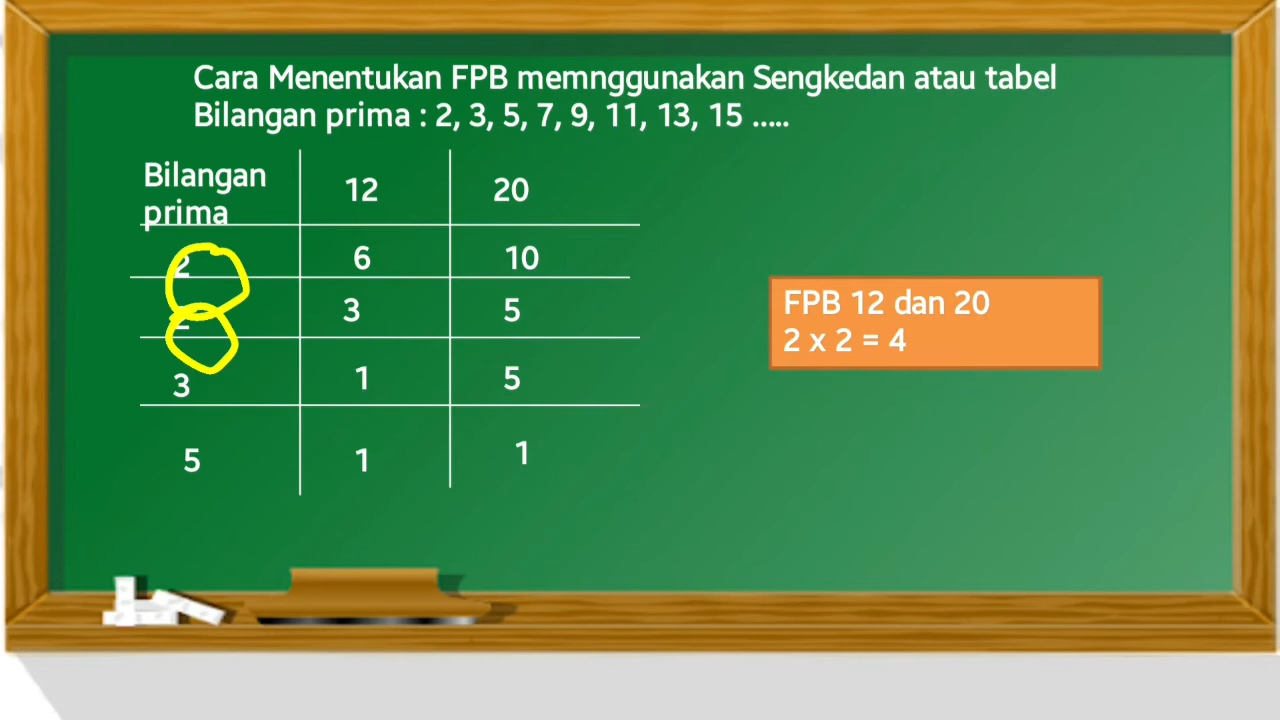 Cara Menentukan FPB memnggunakan Sengkedan atau tabel
Bilangan prima : 2, 3, 5, 7, 9, 11, 13, 15 .....
Bilangan
prima
12
20
2
6
10
2
3
5
3
1
5
5
1
1
FPB 12 dan 20
2 x 2 = 4